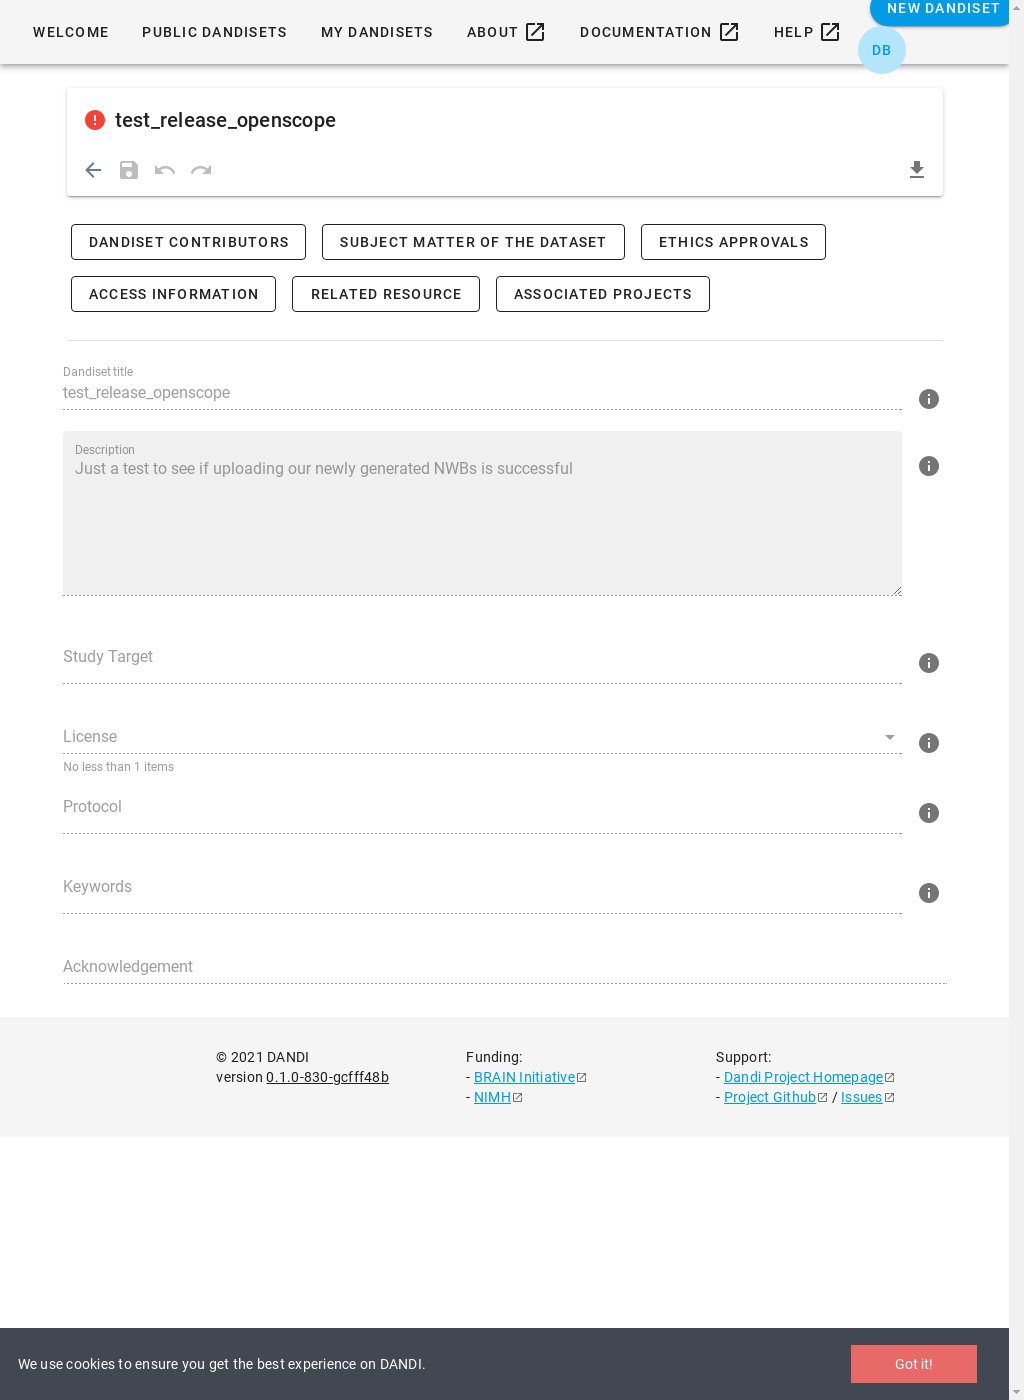 WELCOME PUBLIC DANDISETS MY DANDISETS ABOUT DOCUMENTATION HELP NEW DANDISET
DB
test_release_openscope
DANDISET CONTRIBUTORS SUBJECT MATTER OF THE DATASET ETHICS APPROVALS
ACCESS INFORMATION RELATED RESOURCE ASSOCIATED PROJECTS
Dandiset title
test_release_openscope
Description
Just a test to see if uploading our newly generated NWBs is successful
Study Target
License
No less than 1 items
Protocol
Keywords
Acknowledgement
© 2021 DANDI
version 0.1.0-830-gcfff48b
Funding:
- BRAIN Initiative
- NIMH
Support:
- Dandi Project Homepage
- Project Github / Issues
We use cookies to ensure you get the best experience on DANDI.
Got it!